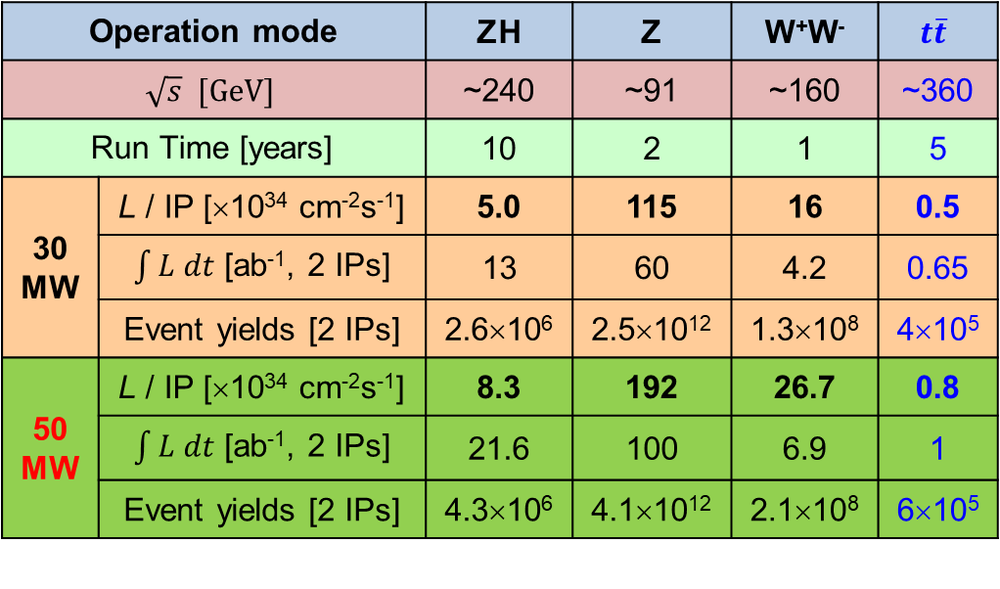 Operation mode ZH Z W⁺W⁻ tt̄
√s [GeV] ~240 ~91 ~160 ~360
Run Time [years] 10 2 1 5
30 MW
L / IP [×10³⁴ cm⁻²s⁻¹] 5.0 115 16 0.5
∫ L dt [ab⁻¹, 2 IPs] 13 60 4.2 0.65
Event yields [2 IPs] 2.6×10⁶ 2.5×10¹² 1.3×10⁸ 4×10⁵
50 MW
L / IP [×10³⁴ cm⁻²s⁻¹] 8.3 192 26.7 0.8
∫ L dt [ab⁻¹, 2 IPs] 21.6 100 6.9 1
Event yields [2 IPs] 4.3×10⁶ 4.1×10¹² 2.1×10⁸ 6×10⁵